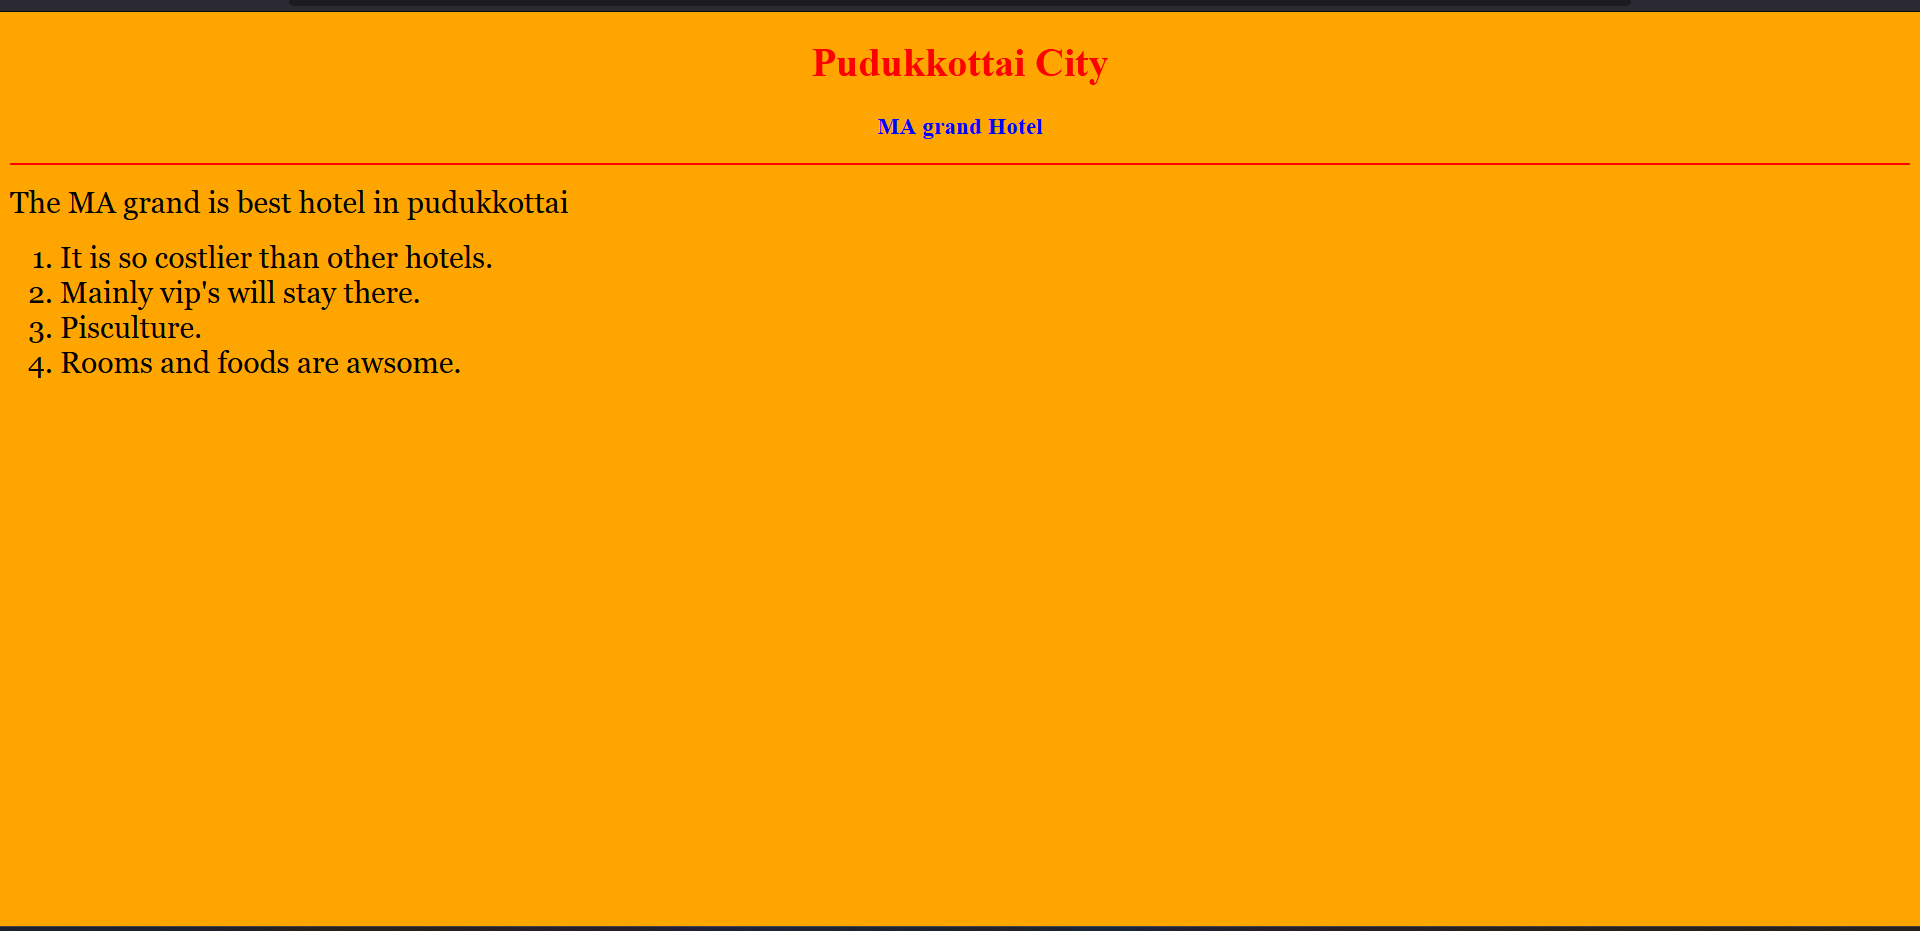 Pudukkottai City
MA grand Hotel
The MA grand is best hotel in pudukkottai
1. It is so costlier than other hotels.
2. Mainly vip's will stay there.
3. Pisculture.
4. Rooms and foods are awsome.